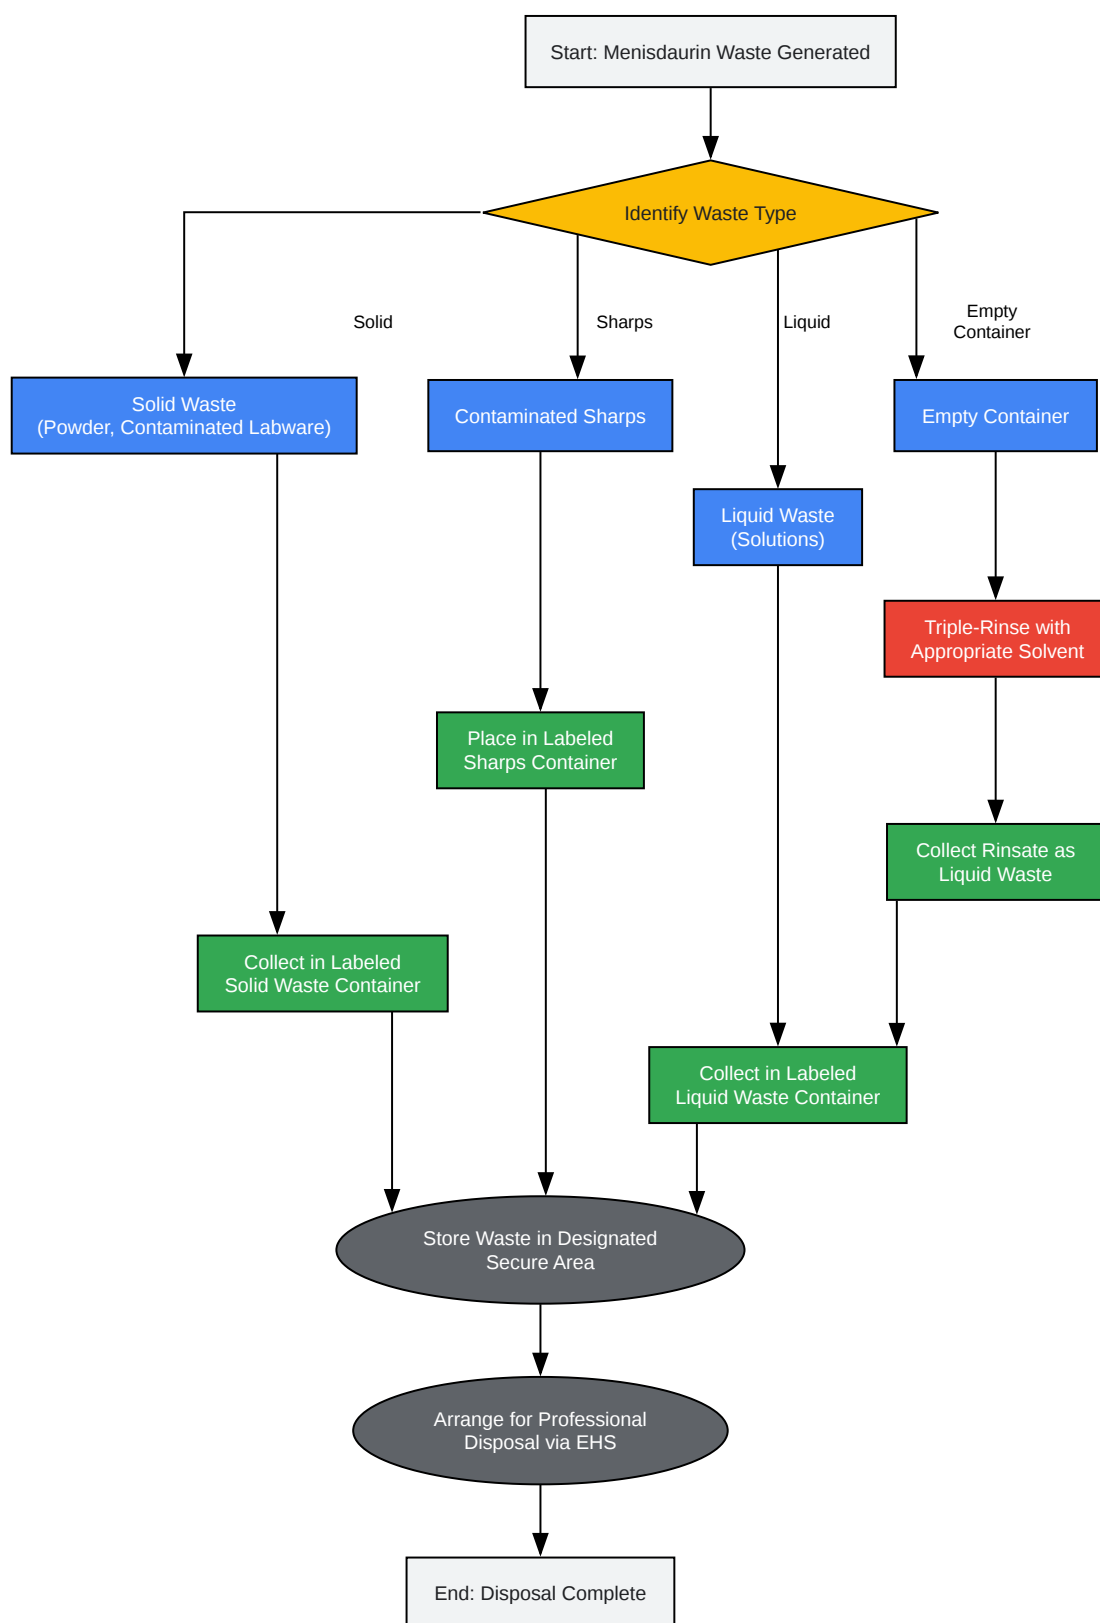 Start: Menisdaurin Waste Generated
Identify Waste Type
Solid
Sharps
Liquid
Empty
Container
Solid Waste
(Powder, Contaminated Labware)
Contaminated Sharps
Empty Container
Liquid Waste
(Solutions)
Triple-Rinse with
Appropriate Solvent
Place in Labeled
Sharps Container
Collect Rinsate as
Liquid Waste
Collect in Labeled
Solid Waste Container
Collect in Labeled
Liquid Waste Container
Store Waste in Designated
Secure Area
Arrange for Professional
Disposal via EHS
End: Disposal Complete